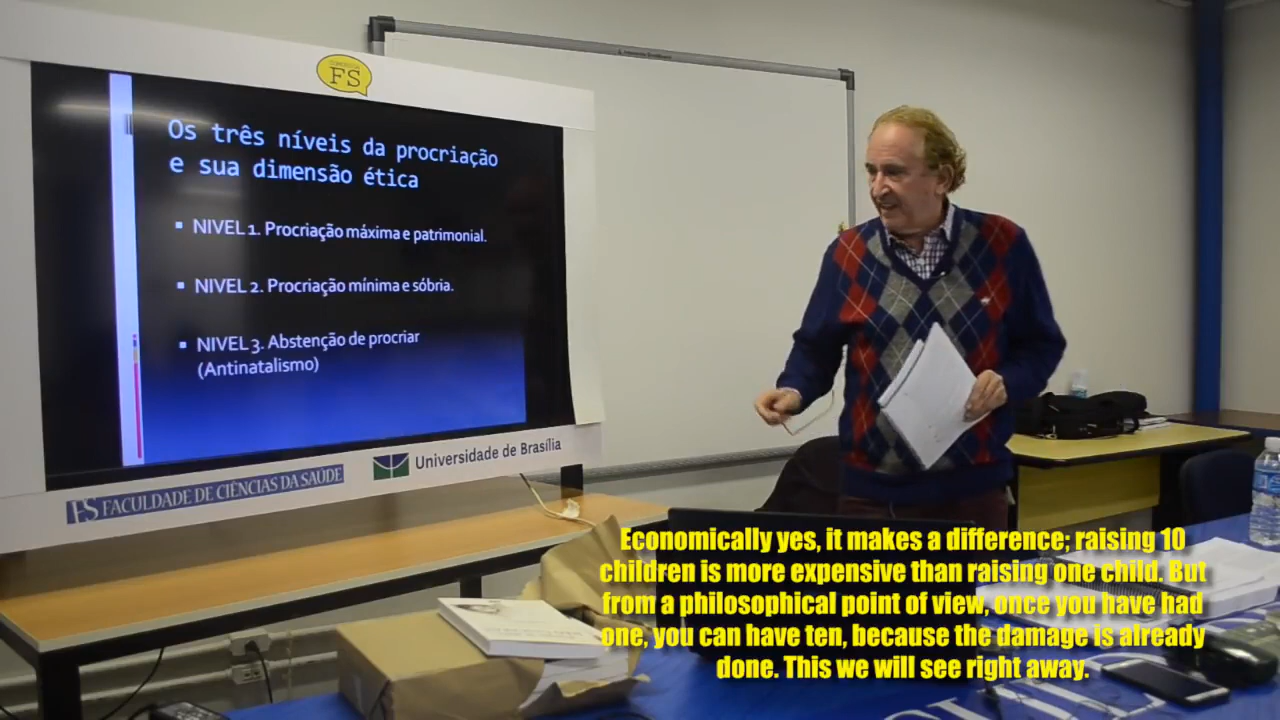 FS
Os três níveis da procriação
e sua dimensão ética
NIVEL 1. Procriação máxima e patrimonial.
NIVEL 2. Procriação mínima e sóbria.
NIVEL 3. Abstenção de procriar
(Antinatalismo)
FS FACULDADE DE CIÊNCIAS DA SAÚDE
Universidade de Brasília
Economically yes, it makes a difference; raising 10
children is more expensive than raising one child. But
from a philosophical point of view, once you have had
one, you can have ten, because the damage is already
done. This we will see right away.